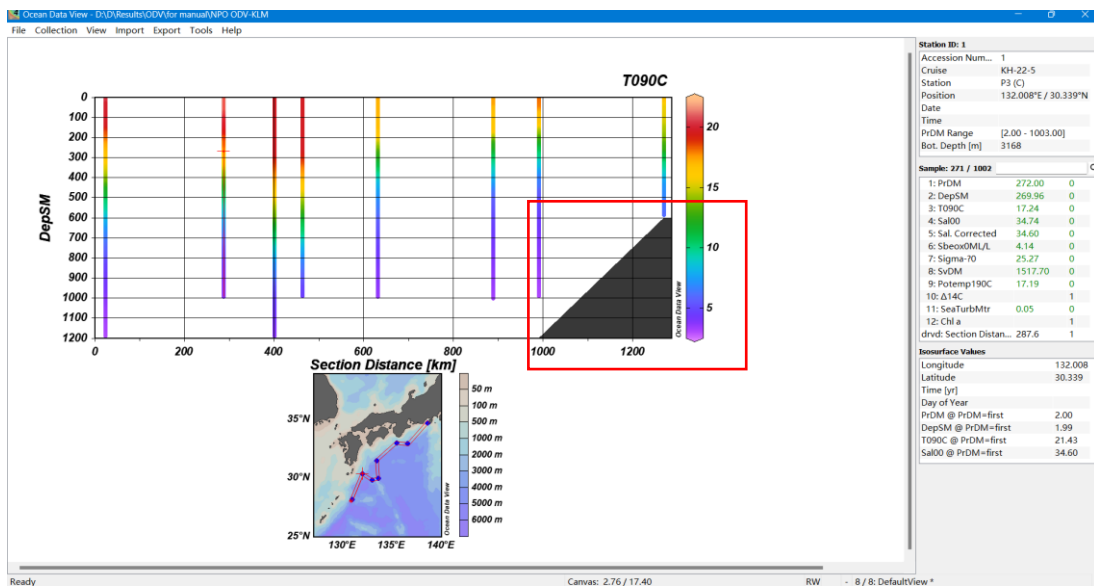 Ocean Data View - D:\D\Results\ODV\for manual\NPO ODV-KLM
File Collection View Import Export Tools Help
T090C
0
100
200
300
400
500
600
700
800
900
1000
1100
1200
DepSM
0 200 400 600 800 1000 1200
Section Distance [km]
20
15
10
5
Ocean Data View
35°N
30°N
25°N
130°E 135°E 140°E
50 m
100 m
500 m
1000 m
2000 m
3000 m
4000 m
5000 m
6000 m
Ocean Data View
Station ID: 1
Accession Num... 1
Cruise KH-22-5
Station P3 (C)
Position 132.008°E / 30.339°N
Date
Time
PrDM Range [2.00 - 1003.00]
Bot. Depth [m] 3168
Sample: 271 / 1002
1: PrDM 272.00 0
2: DepSM 269.96 0
3: T090C 17.24 0
4: Sal00 34.74 0
5: Sal. Corrected 34.60 0
6: Sbeox0ML/L 4.14 0
7: Sigma-70 25.27 0
8: SvDM 1517.70 0
9: Potemp190C 17.19 0
10: Δ14C 1
11: SeaTurbMtr 0.05 0
12: Chl a 1
drvd: Section Distan... 287.6 1
Isosurface Values
Longitude 132.008
Latitude 30.339
Time [yr]
Day of Year
PrDM @ PrDM=first 2.00
DepSM @ PrDM=first 1.99
T090C @ PrDM=first 21.43
Sal00 @ PrDM=first 34.60
Ready Canvas: 2.76 / 17.40 RW - 8 / 8: DefaultView *